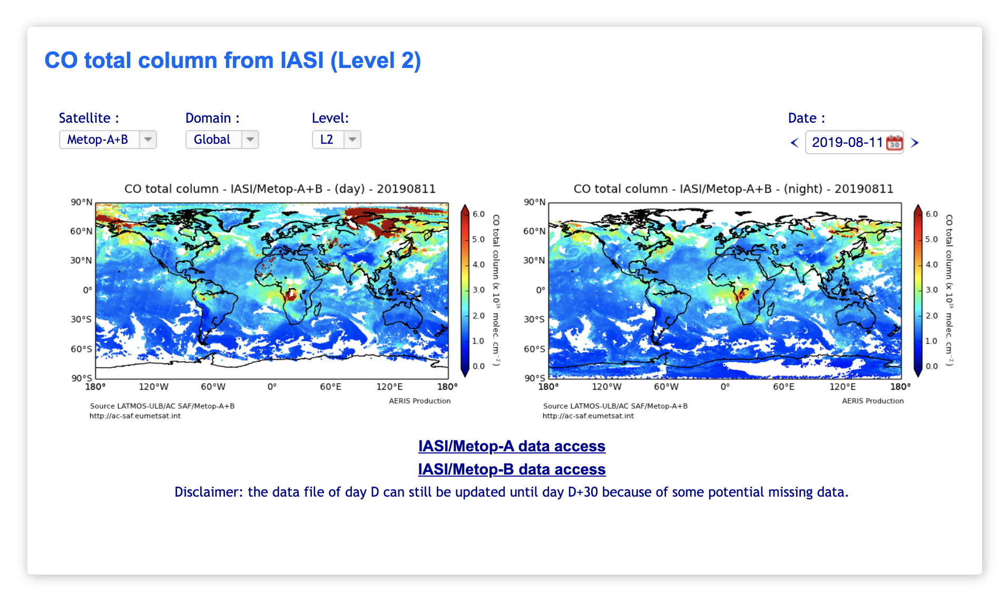 CO total column from IASI (Level 2)
Satellite : Domain : Level: Date :
Metop-A+B Global L2 < 2019-08-11 30 >
CO total column - IASI/Metop-A+B - (day) - 20190811
90°N
60°N
30°N
0°
30°S
60°S
90°S
180° 120°W 60°W 0° 60°E 120°E 180°
6.0
5.0
4.0
3.0
2.0
1.0
0.0
CO total column (x 10¹⁸ molec. cm⁻²)
AERIS Production
Source LATMOS-ULB/AC SAF/Metop-A+B
http://ac-saf.eumetsat.int
CO total column - IASI/Metop-A+B - (night) - 20190811
90°N
60°N
30°N
0°
30°S
60°S
90°S
180° 120°W 60°W 0° 60°E 120°E 180°
6.0
5.0
4.0
3.0
2.0
1.0
0.0
CO total column (x 10¹⁸ molec. cm⁻²)
AERIS Production
Source LATMOS-ULB/AC SAF/Metop-A+B
http://ac-saf.eumetsat.int
IASI/Metop-A data access
IASI/Metop-B data access
Disclaimer: the data file of day D can still be updated until day D+30 because of some potential missing data.